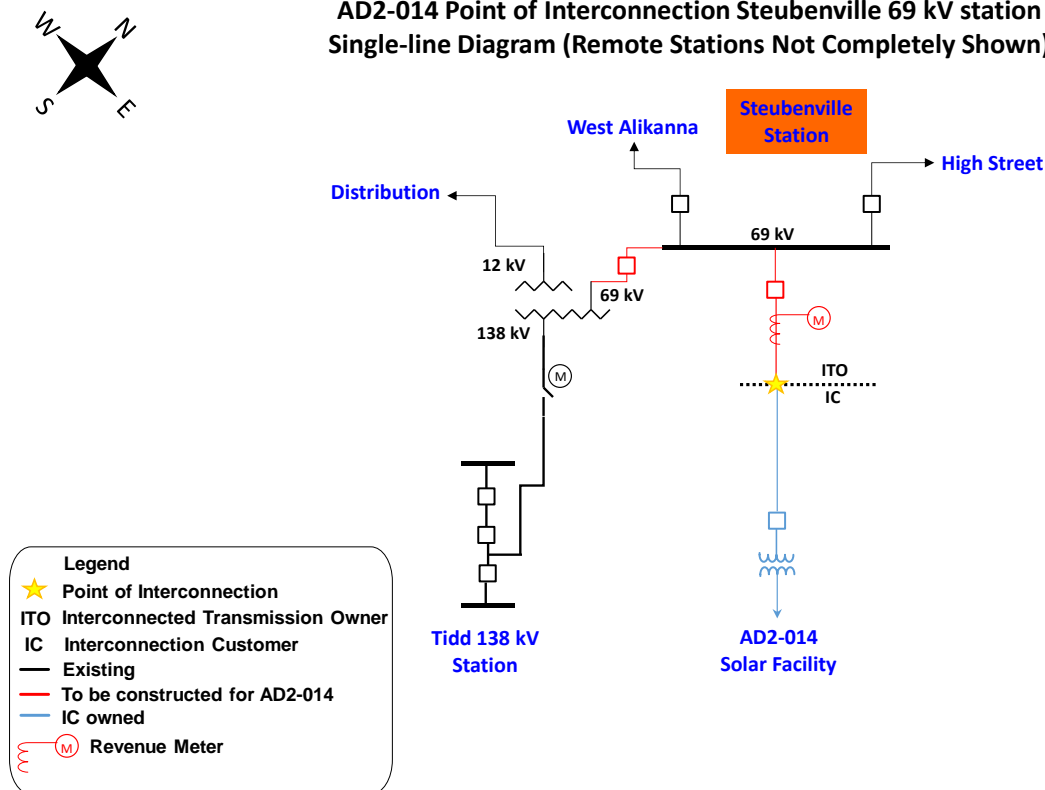 AD2-014 Point of Interconnection Steubenville 69 kV station
Single-line Diagram (Remote Stations Not Completely Shown)
W
N
S
E
Steubenville
Station
West Alikanna
High Street
Distribution
69 kV
12 kV
69 kV
138 kV
M
M
ITO
IC
Tidd 138 kV
Station
AD2-014
Solar Facility
Legend
Point of Interconnection
ITO Interconnected Transmission Owner
IC Interconnection Customer
Existing
To be constructed for AD2-014
IC owned
M Revenue Meter